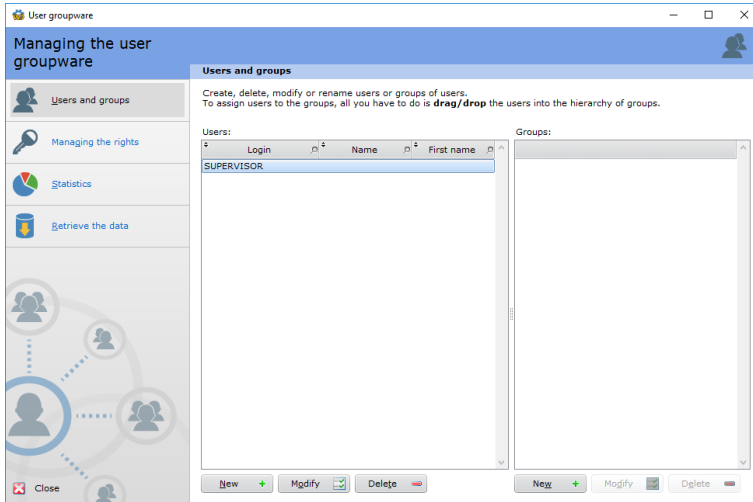 User groupware
Managing the user
groupware
Users and groups
Managing the rights
Statistics
Retrieve the data
Close
Users and groups
Create, delete, modify or rename users or groups of users.
To assign users to the groups, all you have to do is drag/drop the users into the hierarchy of groups.
Users:
Login Name First name
SUPERVISOR
New Modify Delete
Groups:
New Modify Delete